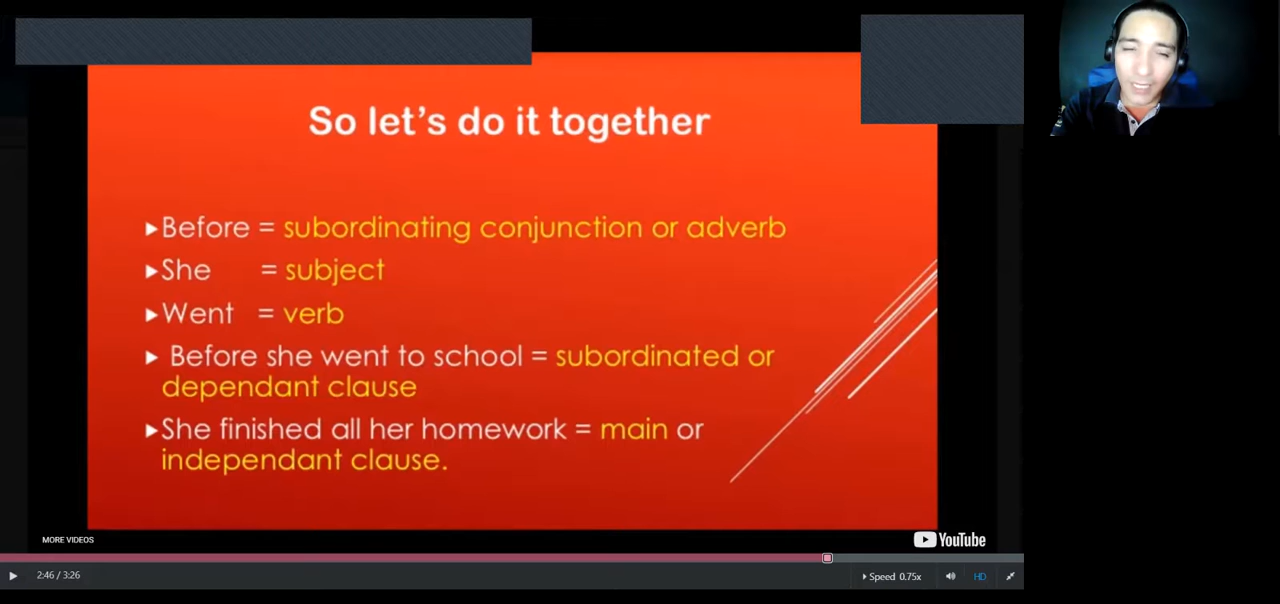 So let's do it together
Before = subordinating conjunction or adverb
She = subject
Went = verb
Before she went to school = subordinated or
dependant clause
She finished all her homework = main or
independant clause.
MORE VIDEOS
YouTube
2:46 / 3:26
Speed 0.75x
HD